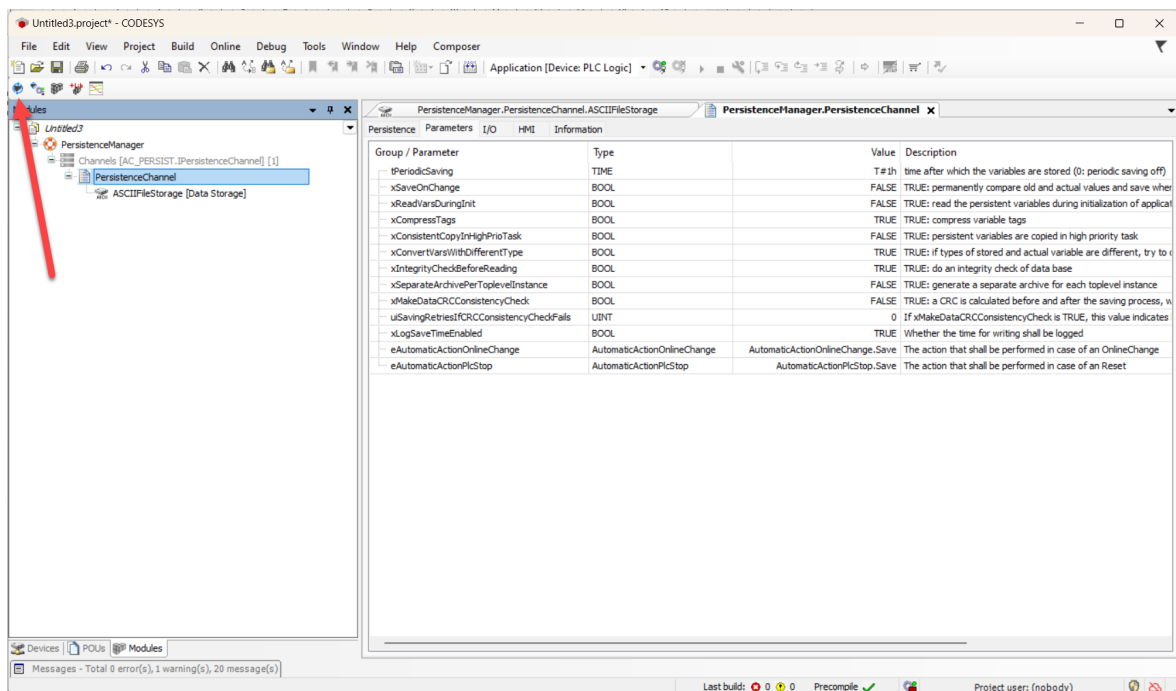 Untitled3.project* - CODESYS
File Edit View Project Build Online Debug Tools Window Help Composer
Application [Device: PLC Logic]
PersistenceManager.PersistenceChannel.ASCIIFileStorage PersistenceManager.PersistenceChannel
Persistence Parameters I/O HMI Information
Untitled3
PersistenceManager
Channels [AC_PERSIST.IPersistenceChannel] [1]
PersistenceChannel
ASCIIFileStorage [Data Storage]
Group / Parameter Type Value Description
tPeriodicSaving TIME T#1h time after which the variables are stored (0: periodic saving off)
xSaveOnChange BOOL FALSE TRUE: permanently compare old and actual values and save when
xReadVarsDuringInit BOOL FALSE TRUE: read the persistent variables during initialization of applicat
xCompressTags BOOL TRUE TRUE: compress variable tags
xConsistentCopyInHighPrioTask BOOL FALSE TRUE: persistent variables are copied in high priority task
xConvertVarsWithDifferentType BOOL TRUE TRUE: if types of stored and actual variable are different, try to
xIntegrityCheckBeforeReading BOOL TRUE TRUE: do an integrity check of data base
xSeparateArchivePerToplevelInstance BOOL FALSE TRUE: generate a separate archive for each toplevel instance
xMakeDataCRCConsistencyCheck BOOL FALSE TRUE: a CRC is calculated before and after the saving process,
uiSavingRetriesIfCRCConsistencyCheckFails UINT 0 If xMakeDataCRCConsistencyCheck is TRUE, this value indicates
xLogSaveTimeEnabled BOOL TRUE Whether the time for writing shall be logged
eAutomaticActionOnlineChange AutomaticActionOnlineChange AutomaticActionOnlineChange.Save The action that shall be performed in case of an OnlineChange
eAutomaticActionPlcStop AutomaticActionPlcStop AutomaticActionPlcStop.Save The action that shall be performed in case of an Reset
Devices POUs Modules
Messages - Total 0 error(s), 1 warning(s), 20 message(s)
Last build: 0 0 Precompile Project user: (nobody)